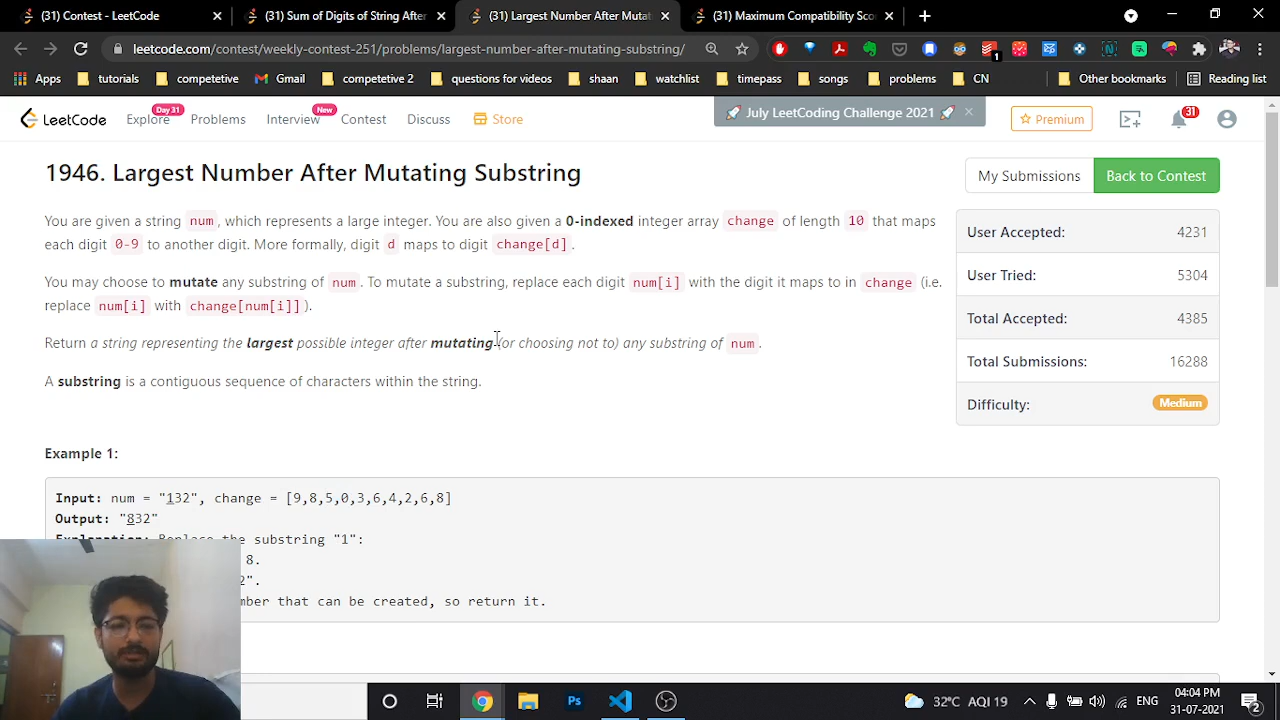 (31) Contest - LeetCode
(31) Sum of Digits of String After
(31) Largest Number After Mutat
(31) Maximum Compatibility Sco
leetcode.com/contest/weekly-contest-251/problems/largest-number-after-mutating-substring/
1
Apps tutorials competetive Gmail competitive 2 questions for videos shaan watchlist timepass songs problems CN Other bookmarks Reading list
LeetCode Explore Day 31 Problems Interview New Contest Discuss Store
July LeetCoding Challenge 2021
Premium 31
1946. Largest Number After Mutating Substring
My Submissions Back to Contest
You are given a string num, which represents a large integer. You are also given a 0-indexed integer array change of length 10 that maps
each digit 0-9 to another digit. More formally, digit d maps to digit change[d].
You may choose to mutate any substring of num. To mutate a substring, replace each digit num[i] with the digit it maps to in change (i.e.
replace num[i] with change[num[i]]).
Return a string representing the largest possible integer after mutating (or choosing not to) any substring of num.
A substring is a contiguous sequence of characters within the string.
User Accepted: 4231
User Tried: 5304
Total Accepted: 4385
Total Submissions: 16288
Difficulty: Medium
Example 1:
Input: num = "132", change = [9,8,5,0,3,6,4,2,6,8]
Output: "832"
Explanation: Replace the substring "1":
8.
2".
mber that can be created, so return it.
Ps
32°C AQI 19
ENG
04:04 PM
31-07-2021
2